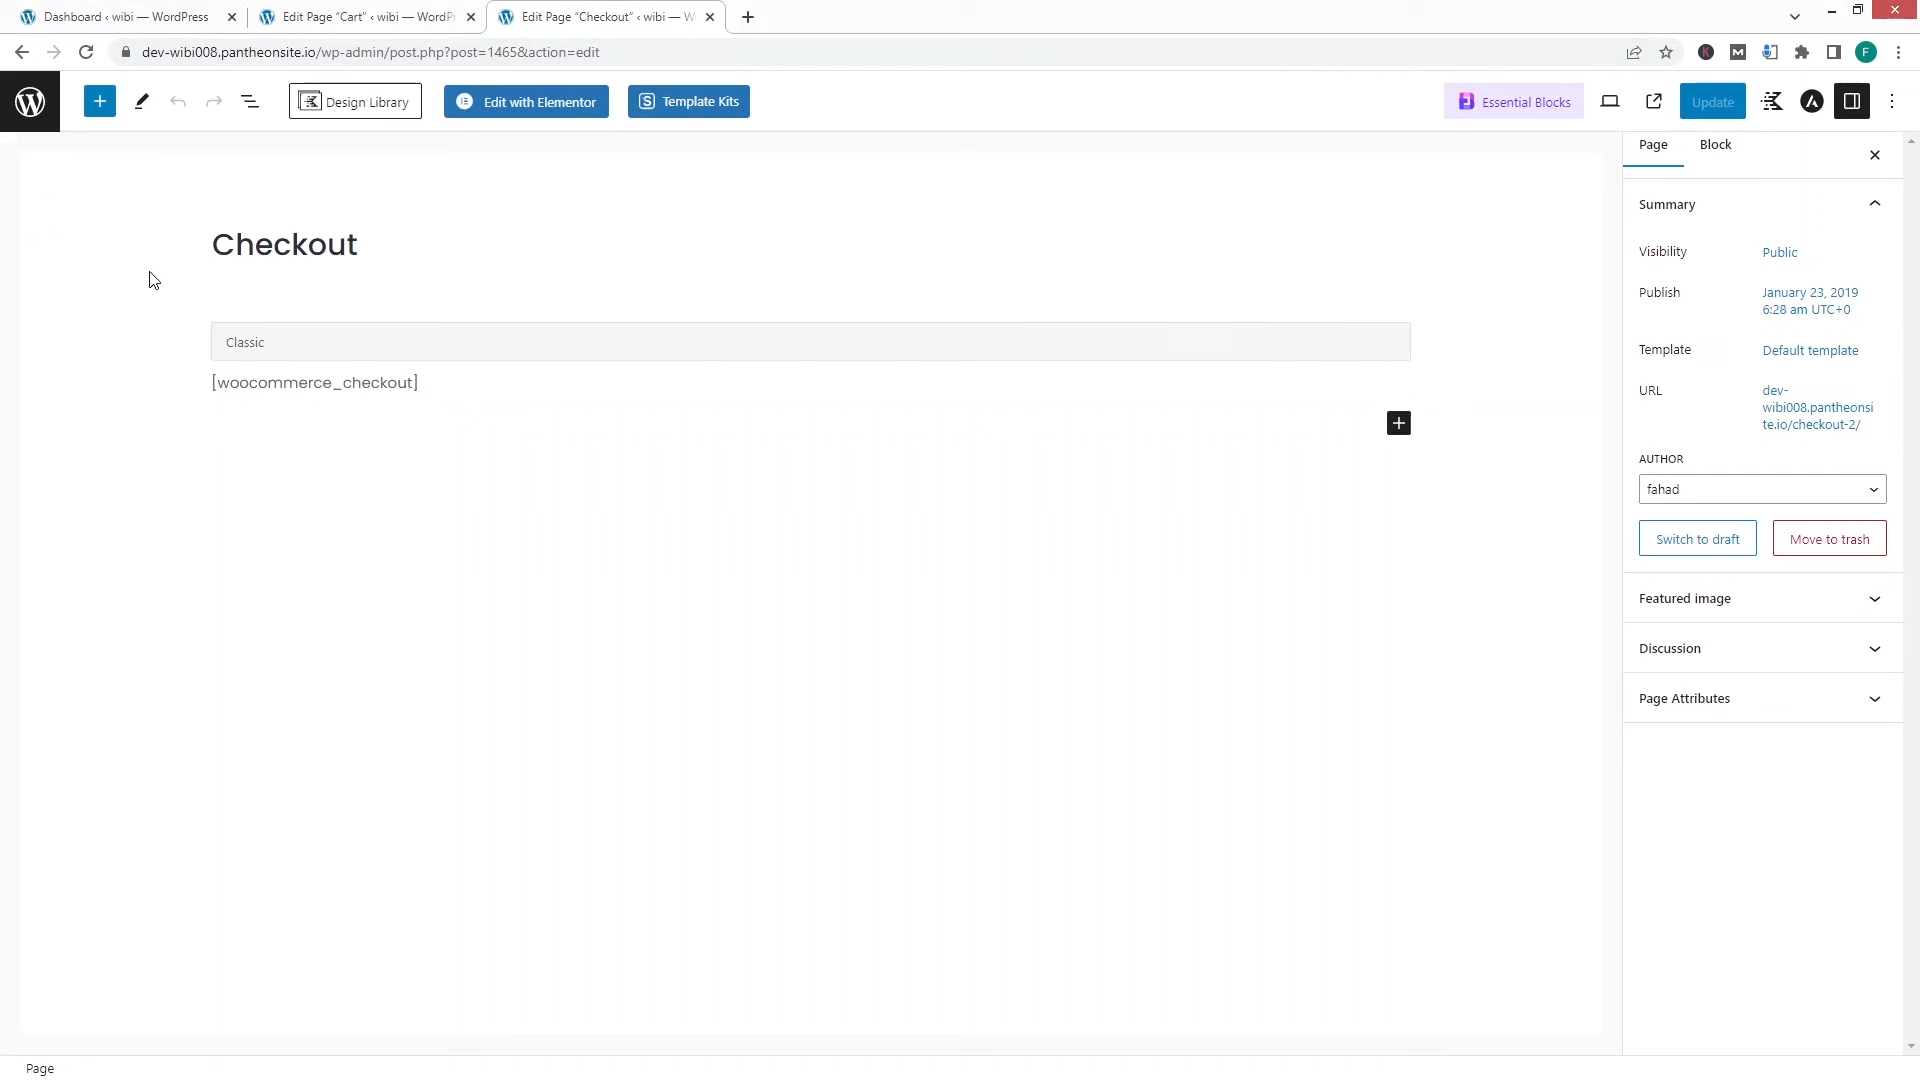 Dashboard ‹ wibi — WordPress
Edit Page “Cart” ‹ wibi — WordPr
Edit Page “Checkout” ‹ wibi — W
dev-wibi008.pantheonsite.io/wp-admin/post.php?post=1465&action=edit
F
Design Library
Edit with Elementor
Template Kits
Essential Blocks
Update
Page
Block
Summary
Checkout
Visibility
Public
Publish
January 23, 2019
6:28 am UTC+0
Classic
Template
Default template
[woocommerce_checkout]
URL
dev-
wibi008.pantheonsi
te.io/checkout-2/
AUTHOR
fahad
Switch to draft
Move to trash
Featured image
Discussion
Page Attributes
Page